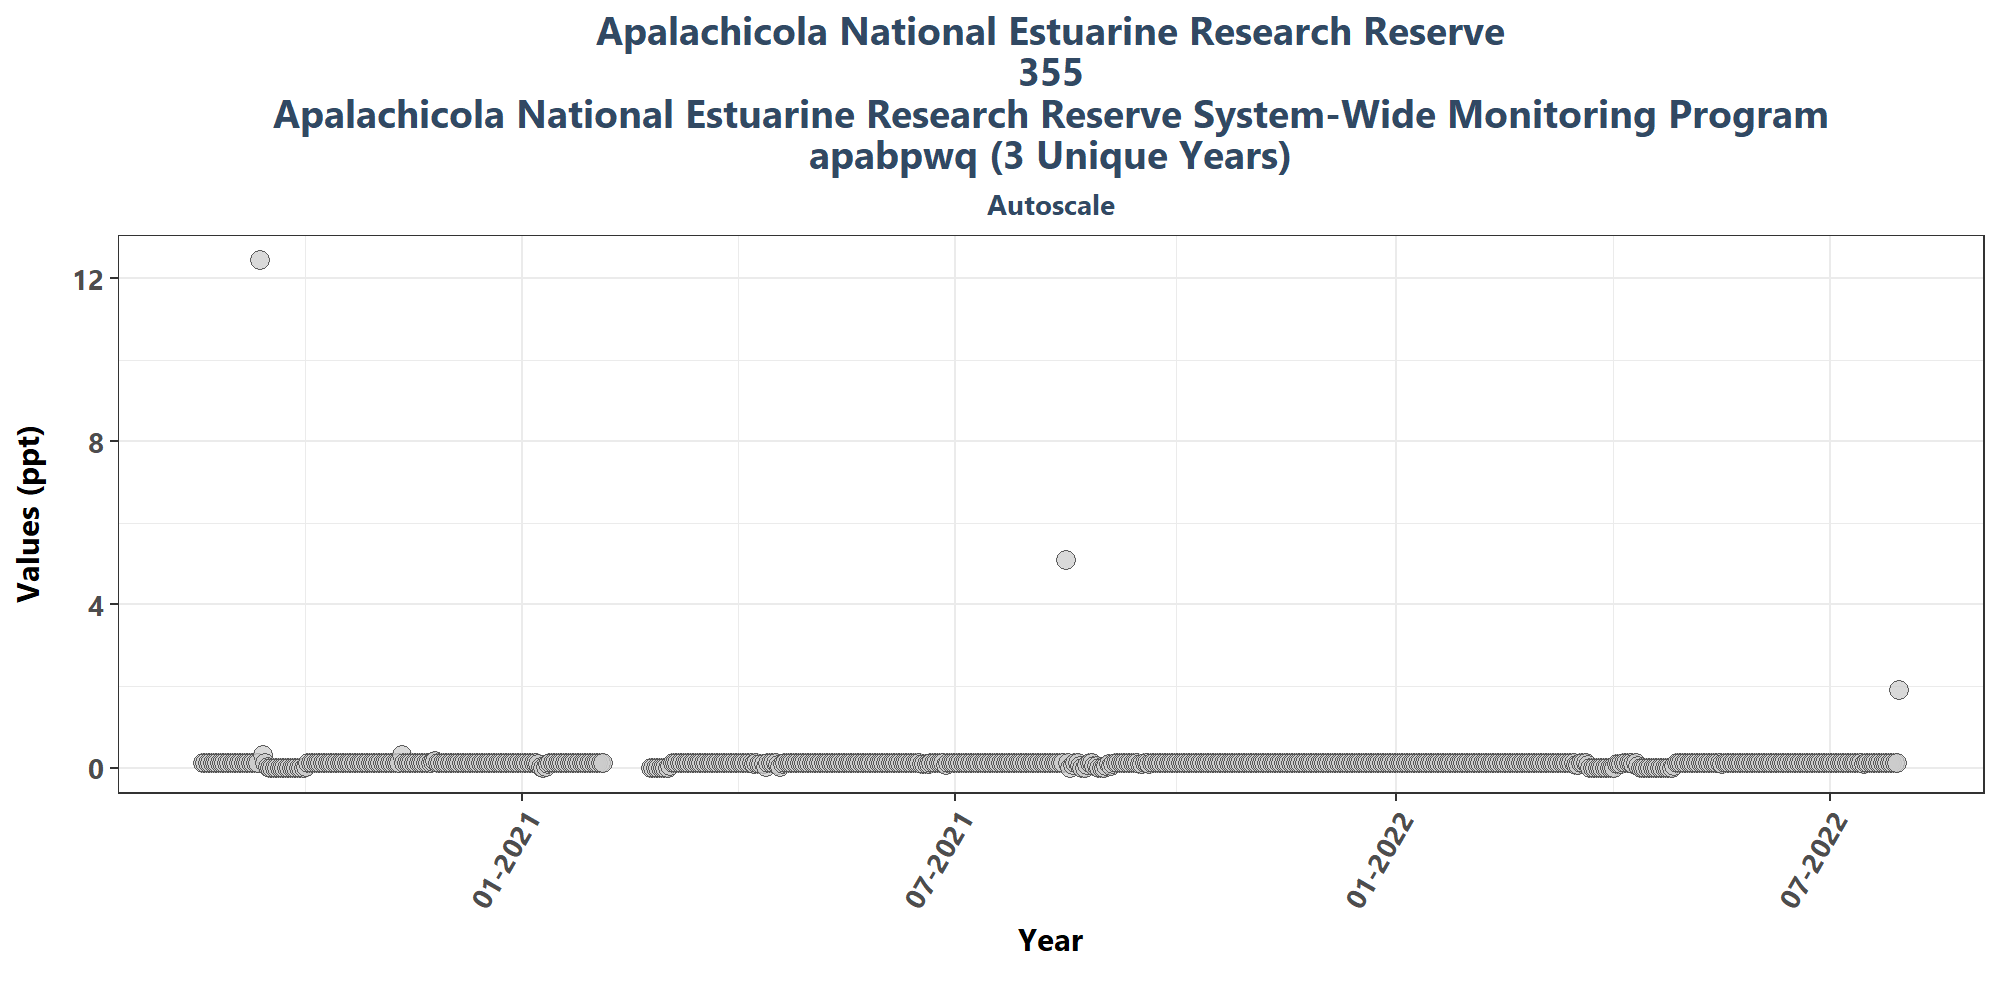 Apalachicola National Estuarine Research Reserve
355
Apalachicola National Estuarine Research Reserve System-Wide Monitoring Program
apabpwq (3 Unique Years)
Autoscale
12
8
4
0
Values (ppt)
01-2021
07-2021
01-2022
07-2022
Year